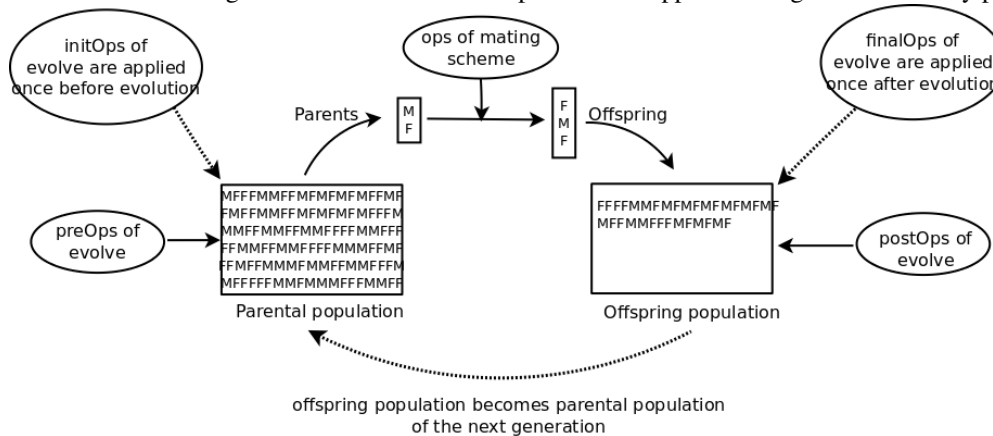 initOps of
evolve are applied
once before evolution
ops of mating
scheme
finalOps of
evolve are applied
once after evolution
Parents
M
F
F
M
F
Offspring
MFFFMMFFMFMFMFMFFMF
FMFFMMFFMFMFMFMFFFM
MMFFMMFFMMFFFFMMFFF
FFMMFFMMFFFFMMMFFMF
FFMFFMMMFMMFFMMFFFM
MFFFFFMMFMMMFFFMMFF
FFFFMMFMFMFMFMFMFMF
MFFMMFFFMFMFMF
preOps of
evolve
postOps of
evolve
Parental population
Offspring population
offspring population becomes parental population
of the next generation